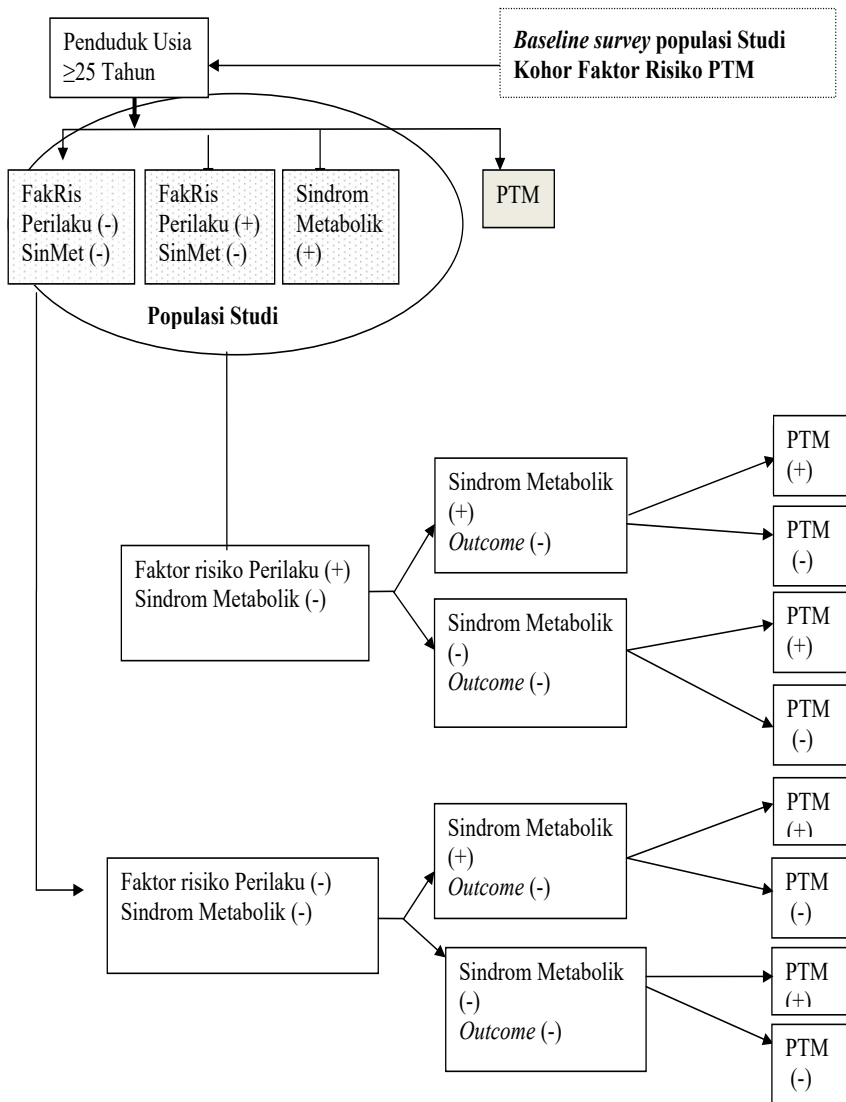 Penduduk Usia
≥25 Tahun
Baseline survey populasi Studi
Kohor Faktor Risiko PTM
FakRis
Perilaku (-)
SinMet (-)
FakRis
Perilaku (+)
SinMet (-)
Sindrom
Metabolik
(+)
PTM
Populasi Studi
Faktor risiko Perilaku (+)
Sindrom Metabolik (-)
Sindrom Metabolik
(+)
Outcome (-)
PTM
(+)
PTM
(-)
Sindrom Metabolik
(-)
Outcome (-)
PTM
(+)
PTM
(-)
Faktor risiko Perilaku (-)
Sindrom Metabolik (-)
Sindrom Metabolik
(+)
Outcome (-)
PTM
(+)
PTM
(-)
Sindrom Metabolik
(-)
Outcome (-)
PTM
(+)
PTM
(-)